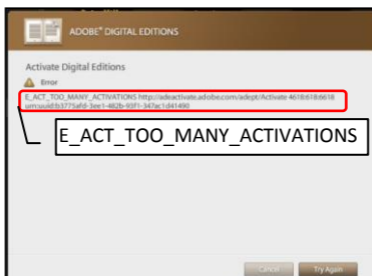 ADOBE® DIGITAL EDITIONS
Activate Digital Editions
Error
E_ACT_TOO_MANY_ACTIVATIONS http://adeactivate.adobe.com/adept/Activate
E_ACT_TOO_MANY_ACTIVATIONS
Cancel Try Again